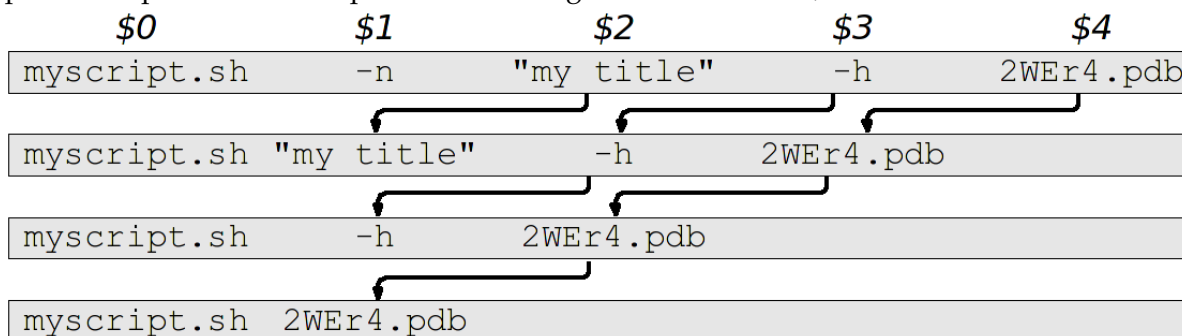 $0 $1 $2 $3 $4
myscript.sh -n "my title" -h 2WEr4.pdb
myscript.sh "my title" -h 2WEr4.pdb
myscript.sh -h 2WEr4.pdb
myscript.sh 2WEr4.pdb